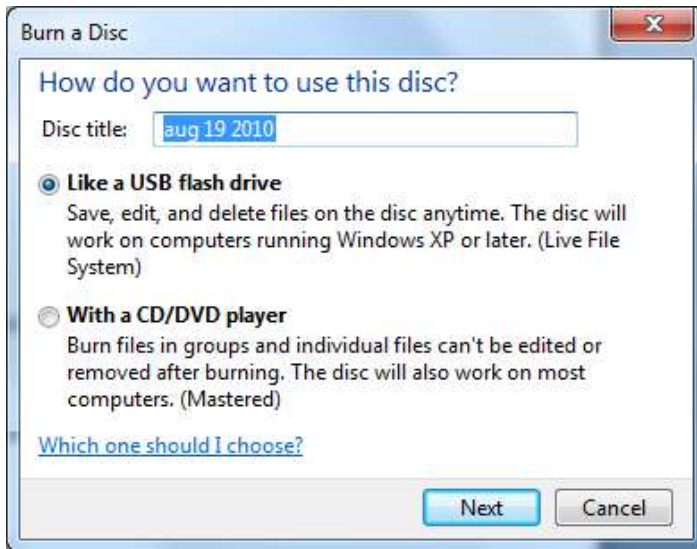 Burn a Disc
How do you want to use this disc?
Disc title: aug 19 2010
Like a USB flash drive
Save, edit, and delete files on the disc anytime. The disc will
work on computers running Windows XP or later. (Live File
System)
With a CD/DVD player
Burn files in groups and individual files can't be edited or
removed after burning. The disc will also work on most
computers. (Mastered)
Which one should I choose?
Next Cancel